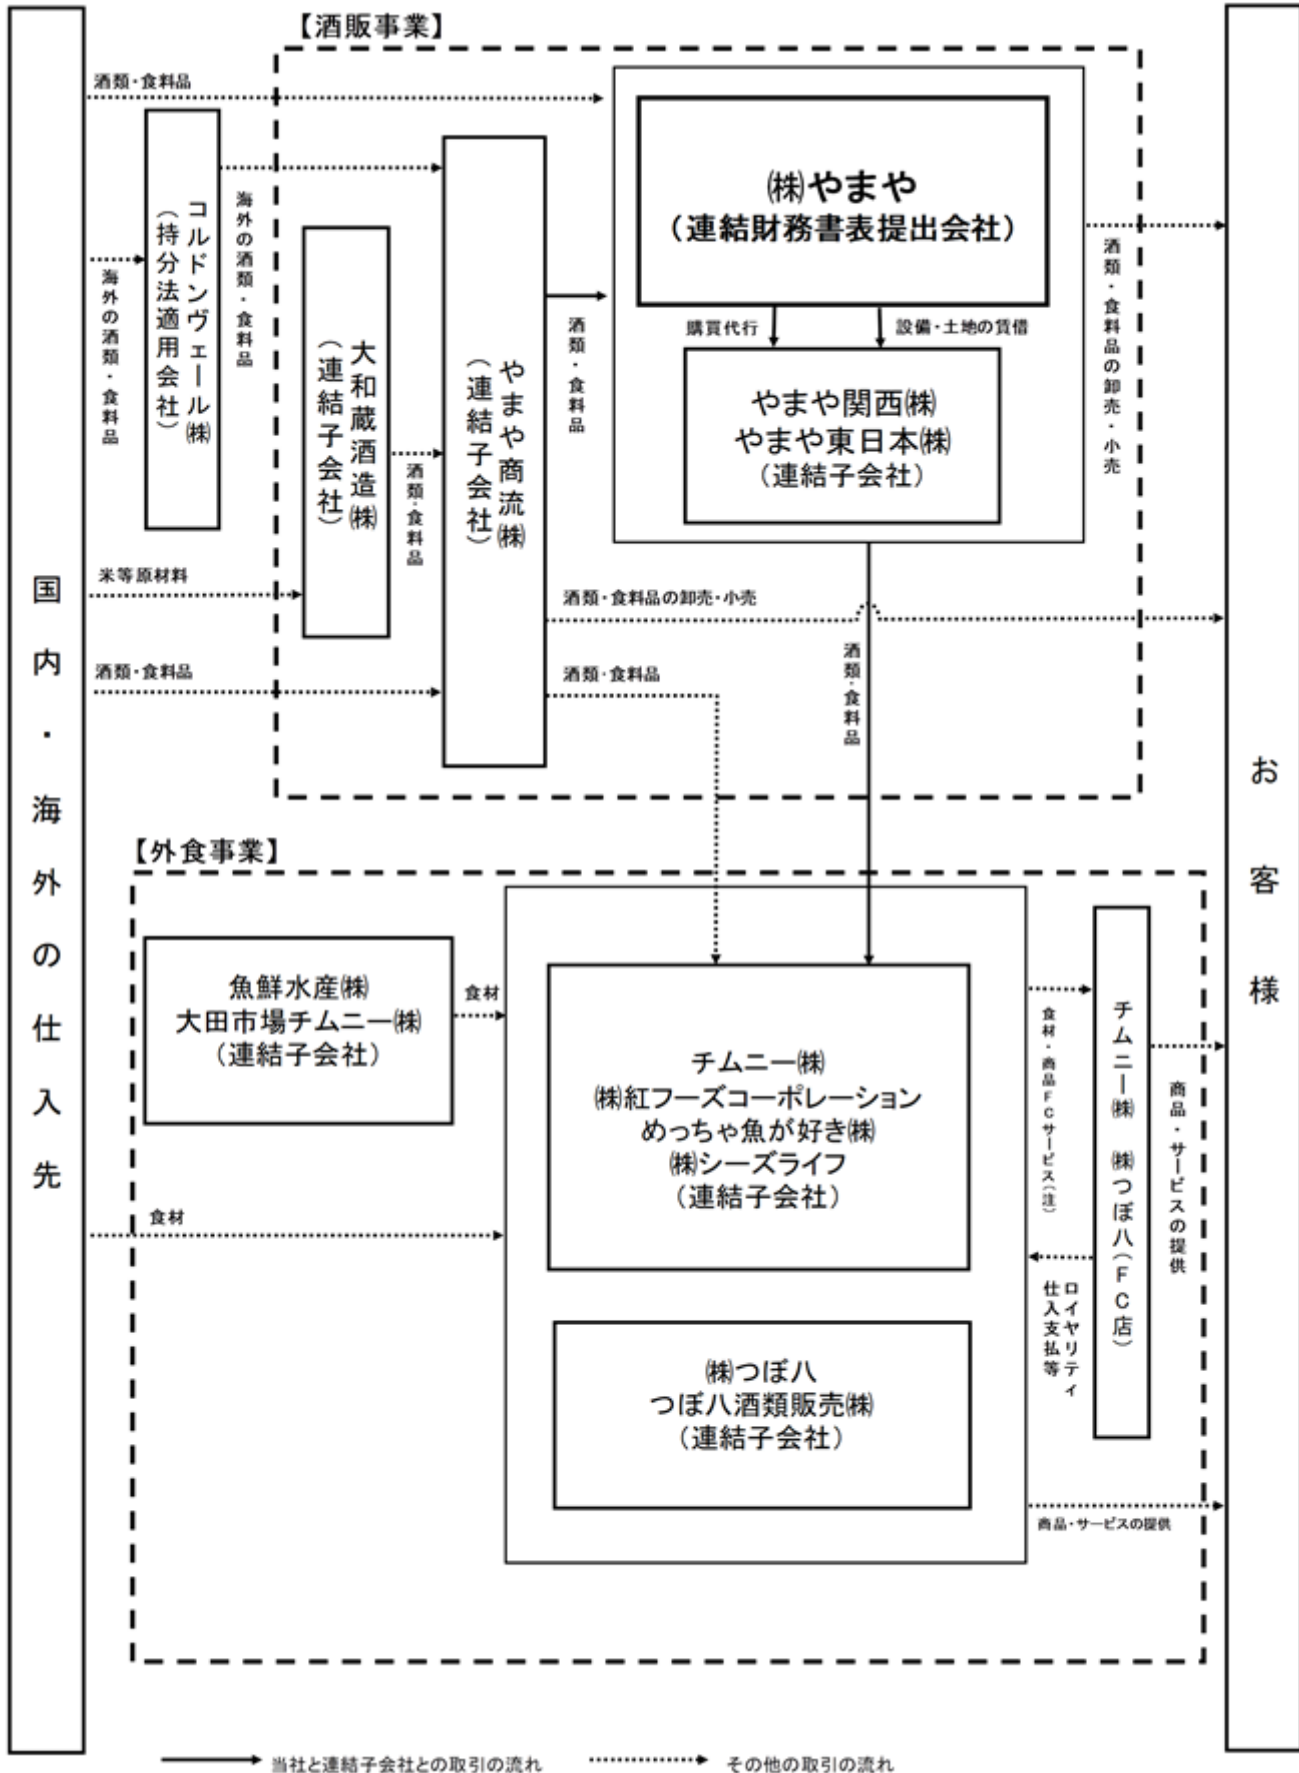 【酒販事業】
国内・海外の仕入先
お客様
酒類・食料品
コルドンヴェール㈱
（持分法適用会社）
海外の酒類・食料品
海外の酒類・食料品
大和蔵酒造㈱
（連結子会社）
酒類・食料品
米等原材料
酒類・食料品
やまや商流㈱
（連結子会社）
酒類・食料品
㈱やまや
（連結財務書表提出会社）
購買代行
設備・土地の賃借
やまや関西㈱
やまや東日本㈱
（連結子会社）
酒類・食料品の卸売・小売
酒類・食料品の卸売・小売
酒類・食料品
酒類・食料品
【外食事業】
魚鮮水産㈱
大田市場チムニー㈱
（連結子会社）
食材
食材
チムニー㈱
㈱紅フーズコーポレーション
めっちゃ魚が好き㈱
㈱シーズライフ
（連結子会社）
㈱つぼ八
つぼ八酒類販売㈱
（連結子会社）
食材・商品FCサービス（注）
ロイヤリティ
仕入支払等
チムニー㈱　㈱つぼ八（FC店）
商品・サービスの提供
商品・サービスの提供
当社と連結子会社との取引の流れ
その他の取引の流れ